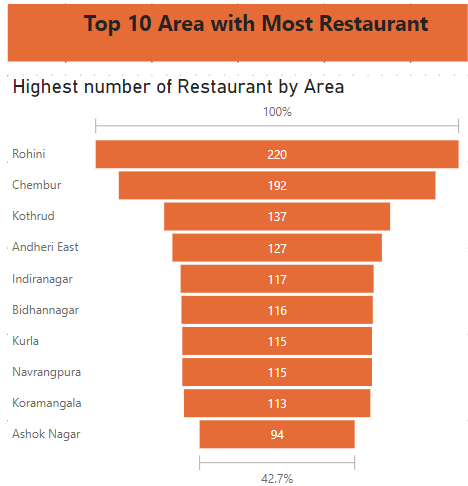 Top 10 Area with Most Restaurant
Highest number of Restaurant by Area
100%
Rohini 220
Chembur 192
Kothrud 137
Andheri East 127
Indiranagar 117
Bidhannagar 116
Kurla 115
Navrangpura 115
Koramangala 113
Ashok Nagar 94
42.7%